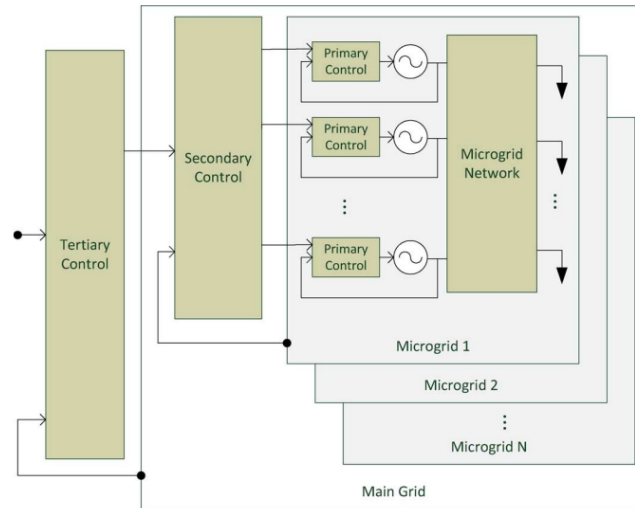 Tertiary
Control
Secondary
Control
Primary
Control
Primary
Control
⋮
Primary
Control
Microgrid
Network
⋮
Microgrid 1
Microgrid 2
⋮
Microgrid N
Main Grid